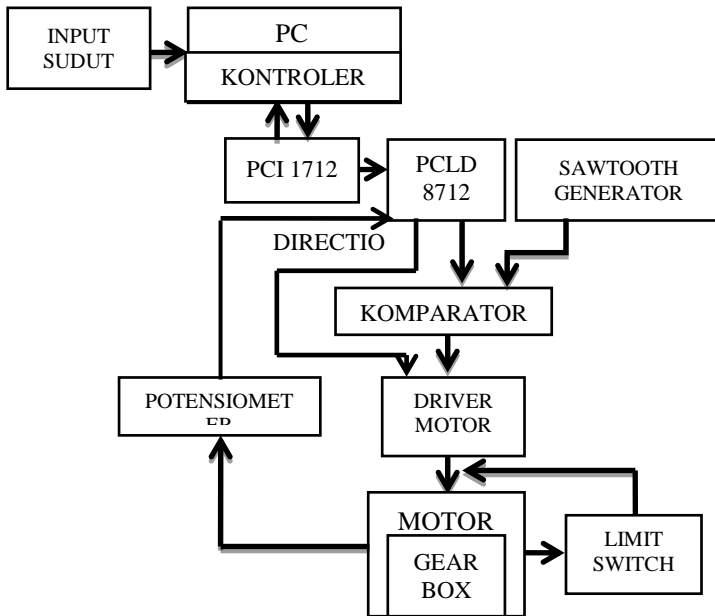 INPUT
SUDUT
PC
KONTROLER
PCI 1712
PCLD
8712
SAWTOOTH
GENERATOR
DIRECTIO
KOMPARATOR
POTENSIOMET
DRIVER
MOTOR
MOTOR
GEAR
BOX
LIMIT
SWITCH